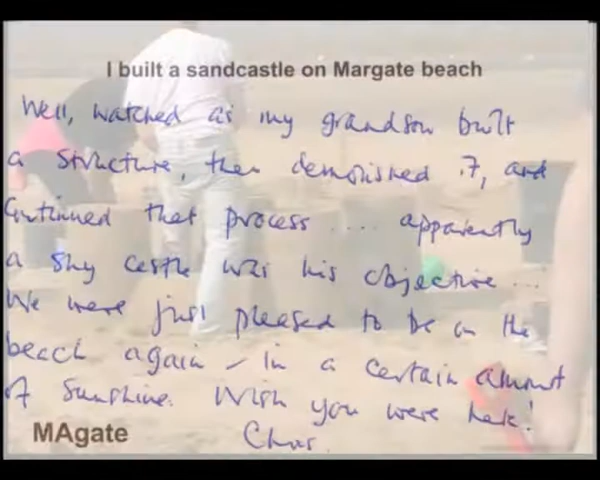 I built a sandcastle on Margate beach
Well, watched as my grandson built
a structure, then demolished it, and
continued that process .... apparently
a shy castle was his objective ...
We were just pleased to be on the
beach again – in a certain amount
of sunshine. Wish you were here!
Chas.
MAgate